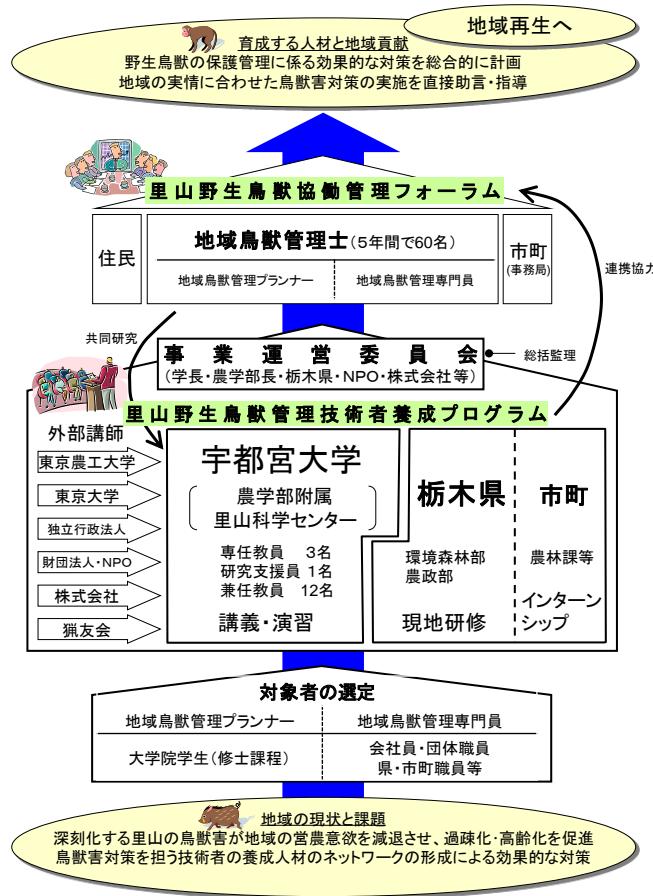 地域再生へ
育成する人材と地域貢献
野生鳥獣の保護管理に係る効果的な対策を総合的に計画
地域の実情に合わせた鳥獣害対策の実施を直接助言・指導
里山野生鳥獣協働管理フォーラム
住民
地域鳥獣管理士(5年間で60名)
地域鳥獣管理プランナー
地域鳥獣管理専門員
市町
(事務局)
連携協力
共同研究
事業運営委員会
(学長・農学部長・栃木県・NPO・株式会社等)
総括監理
里山野生鳥獣管理技術者養成プログラム
外部講師
東京農工大学
東京大学
独立行政法人
財団法人・NPO
株式会社
猟友会
宇都宮大学
農学部附属
里山科学センター
専任教員 3名
研究支援員 1名
兼任教員 12名
講義・演習
栃木県
環境森林部
農政部
現地研修
市町
農林課等
インターン
シップ
対象者の選定
地域鳥獣管理プランナー
地域鳥獣管理専門員
大学院学生(修士課程)
会社員・団体職員
県・市町職員等
地域の現状と課題
深刻化する里山の鳥獣害が地域の営農意欲を減退させ、過疎化・高齢化を促進
鳥獣害対策を担う技術者の養成人材のネットワークの形成による効果的な対策